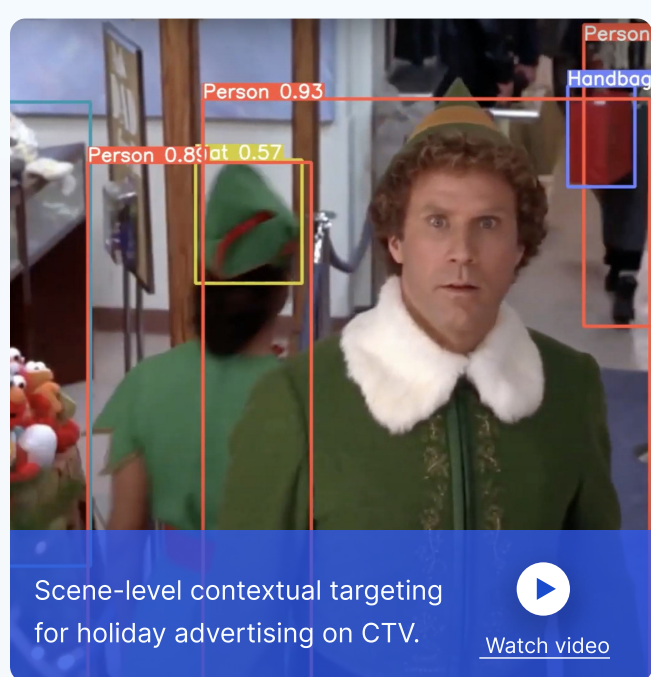 Person
Handbag
Person 0.93
Person 0.89
at 0.57
Scene-level contextual targeting
for holiday advertising on CTV.
Watch video